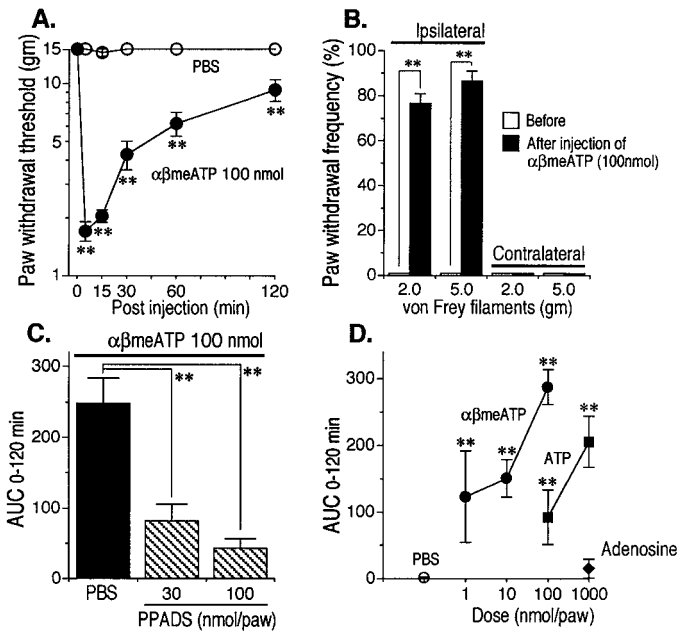 A.
Paw withdrawal threshold (gm)
15
5
1
PBS
αβmeATP 100 nmol
**
**
**
**
**
0
15
30
60
120
Post injection (min)
B.
Paw withdrawal frequency (%)
100
80
60
40
20
0
Ipsilateral
**
**
Before
After injection of
αβmeATP (100nmol)
Contralateral
2.0
5.0
2.0
5.0
von Frey filaments (gm)
C.
αβmeATP 100 nmol
AUC 0-120 min
300
200
100
0
**
**
PBS
30
100
PPADS (nmol/paw)
D.
AUC 0-120 min
300
200
100
0
αβmeATP
**
**
**
ATP
**
**
PBS
Adenosine
1
10
100
1000
Dose (nmol/paw)